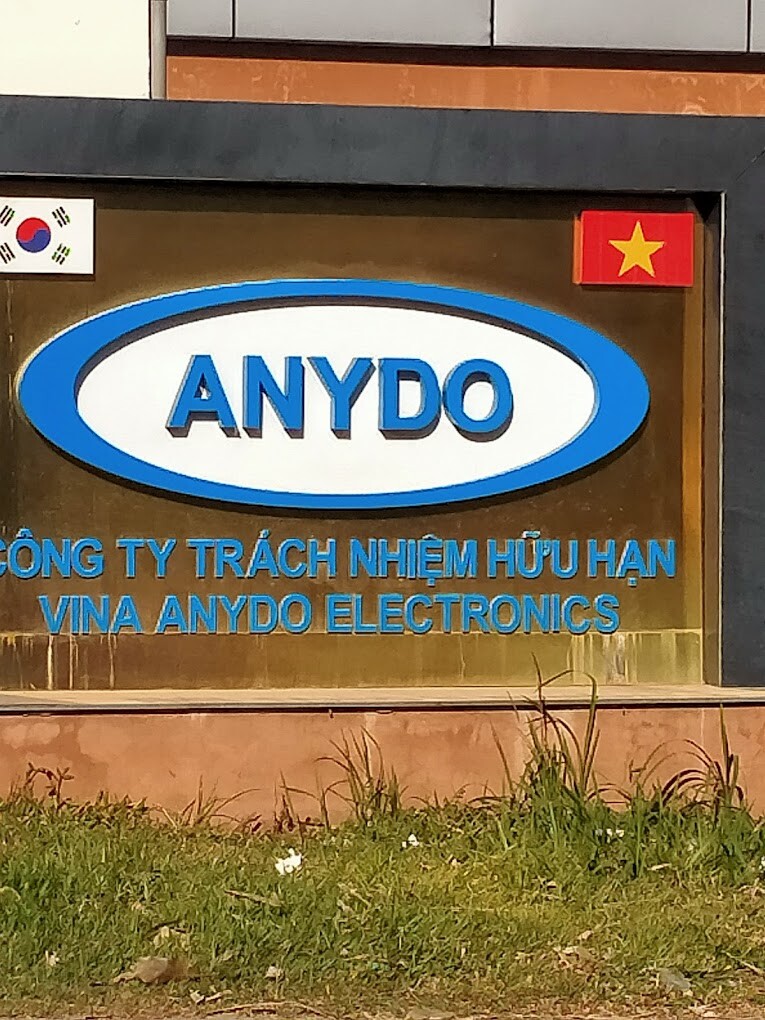 ANYDO
CÔNG TY TRÁCH NHIỆM HỮU HẠN
VINA ANYDO ELECTRONICS